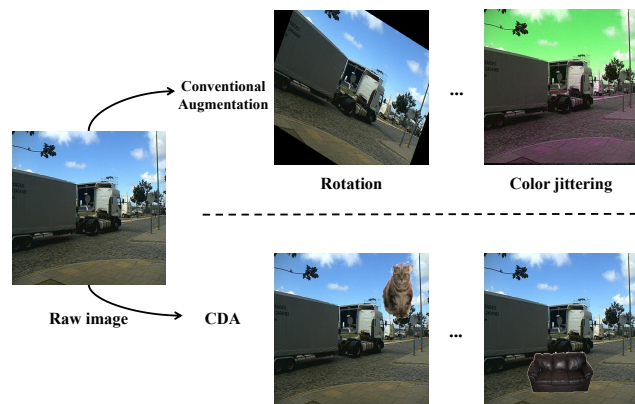 Conventional
Augmentation
...
Rotation
Color jittering
Raw image
CDA
...